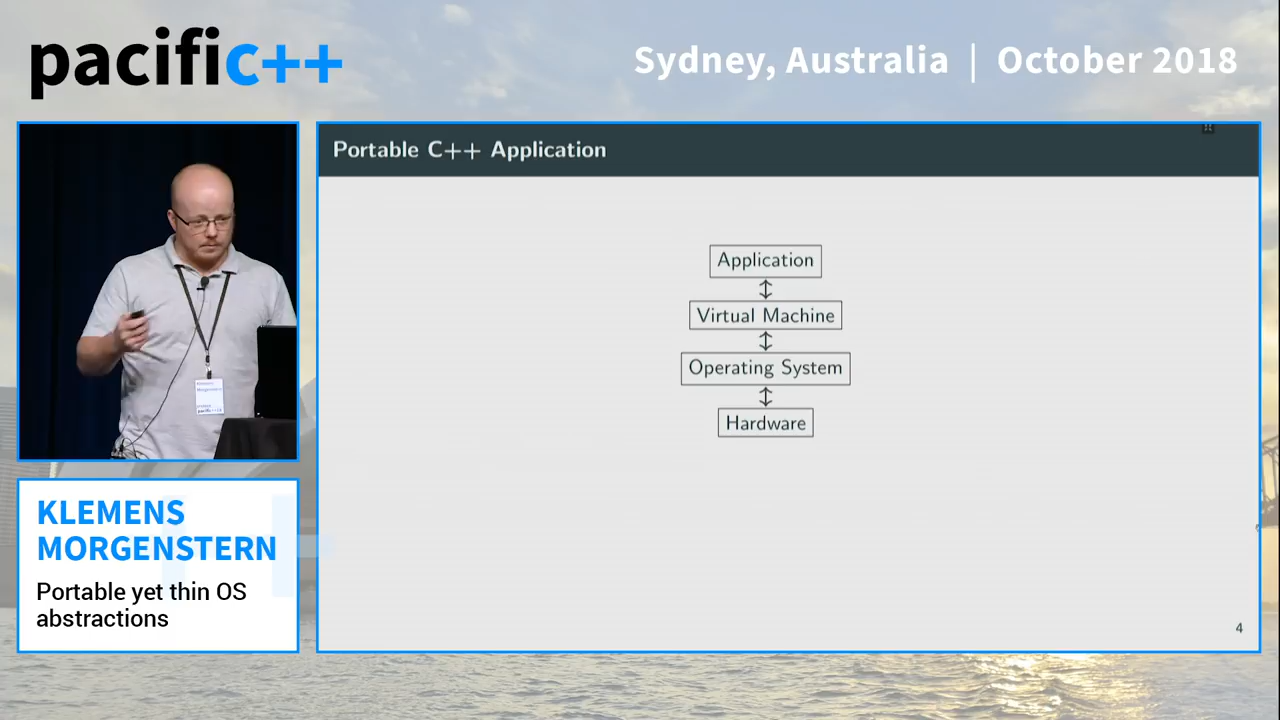 pacific++
Sydney, Australia | October 2018
Portable C++ Application
Application
Virtual Machine
Operating System
Hardware
4
KLEMENS
MORGENSTERN
Portable yet thin OS
abstractions